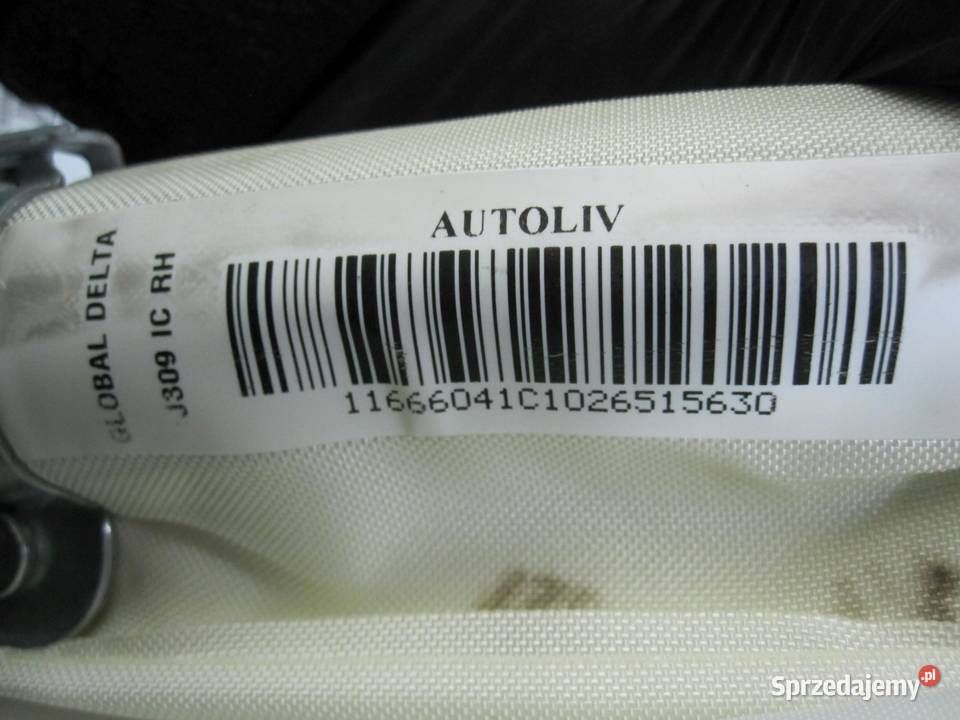 AUTOLIV
GLOBAL DELTA
J309 IC RH
11666041C1026515630
Sprzedajemy.pl